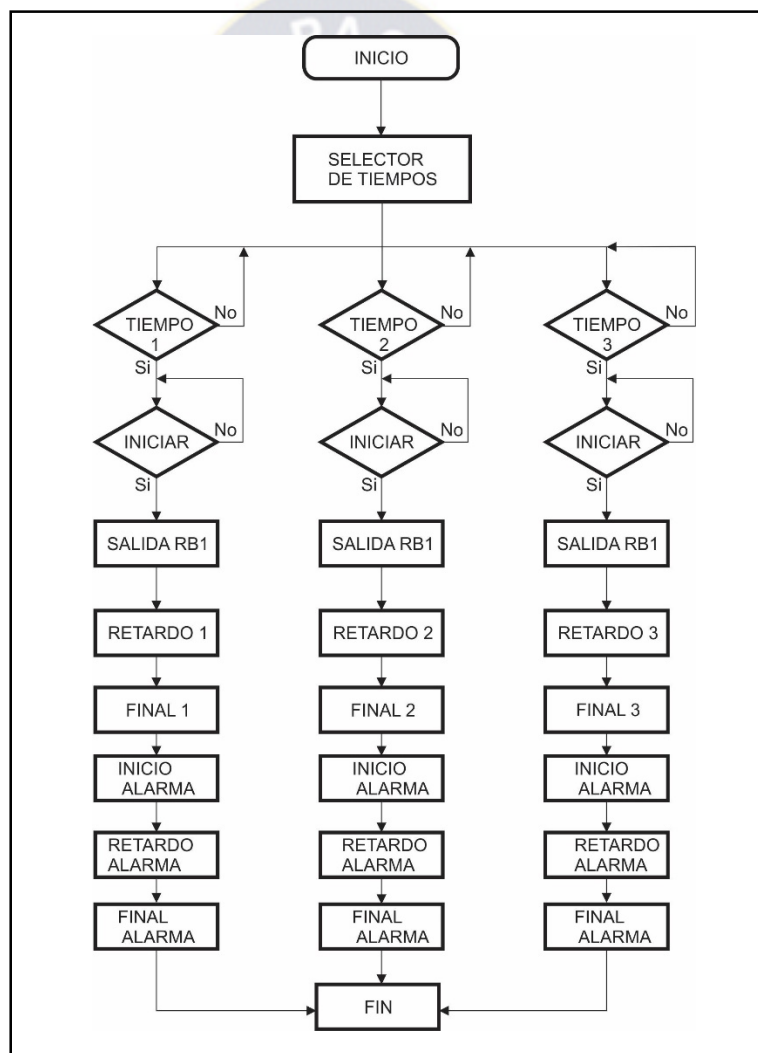 INICIO
SELECTOR
DE TIEMPOS
TIEMPO
1
No
Si
TIEMPO
2
No
Si
TIEMPO
3
No
Si
INICIAR
No
Si
INICIAR
No
Si
INICIAR
No
Si
SALIDA RB1
SALIDA RB1
SALIDA RB1
RETARDO 1
RETARDO 2
RETARDO 3
FINAL 1
FINAL 2
FINAL 3
INICIO
ALARMA
INICIO
ALARMA
INICIO
ALARMA
RETARDO
ALARMA
RETARDO
ALARMA
RETARDO
ALARMA
FINAL
ALARMA
FINAL
ALARMA
FINAL
ALARMA
FIN